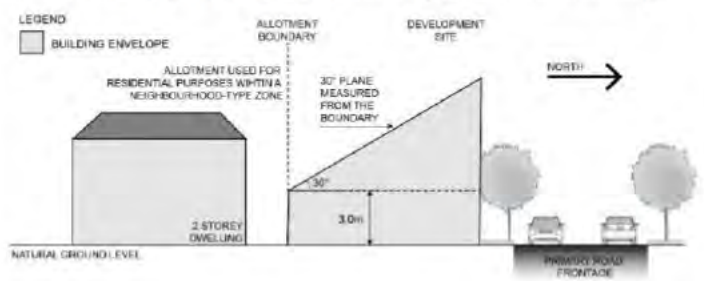 LEGEND
BUILDING ENVELOPE
ALLOTMENT
BOUNDARY
DEVELOPMENT
SITE
ALLOTMENT USED FOR
RESIDENTIAL PURPOSES WIHTIN A
NEIGHBOURHOOD-TYPE ZONE
30° PLANE
MEASURED
FROM THE
BOUNDARY
NORTH
30°
3.0m
2 STOREY
DWELLING
NATURAL GROUND LEVEL
PRIMARY ROAD
FRONTAGE